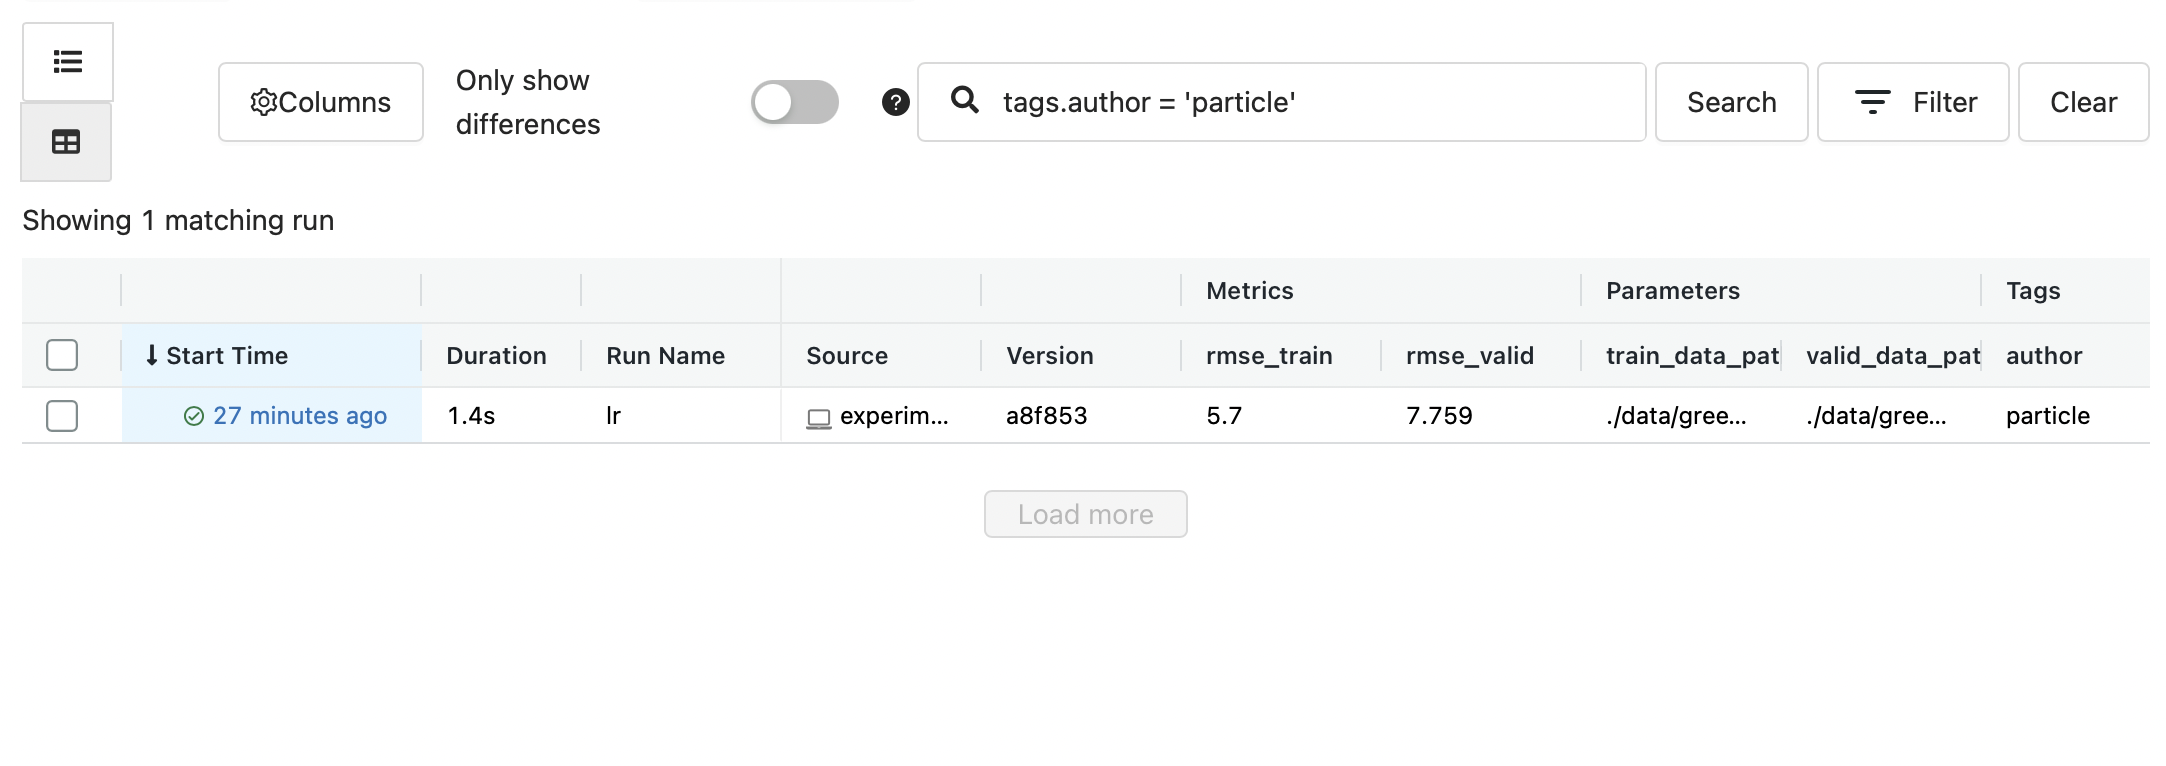 Columns
Only show
differences
?
tags.author = 'particle'
Search
Filter
Clear
Showing 1 matching run
Metrics
Parameters
Tags
↓ Start Time
Duration
Run Name
Source
Version
rmse_train
rmse_valid
train_data_pat
valid_data_pat
author
27 minutes ago
1.4s
lr
experim...
a8f853
5.7
7.759
./data/gree...
./data/gree...
particle
Load more